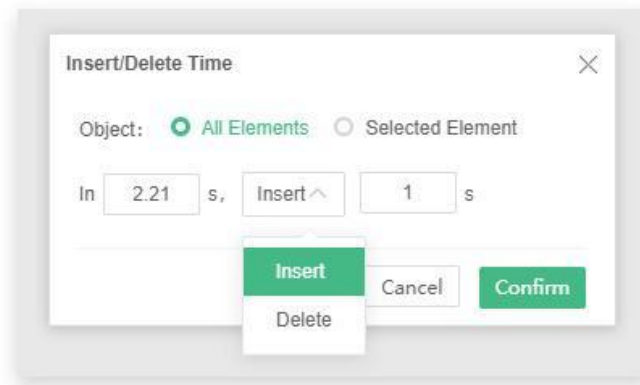 Insert/Delete Time
Object: All Elements Selected Element
In 2.21 s, Insert 1 s
Insert
Cancel Confirm
Delete